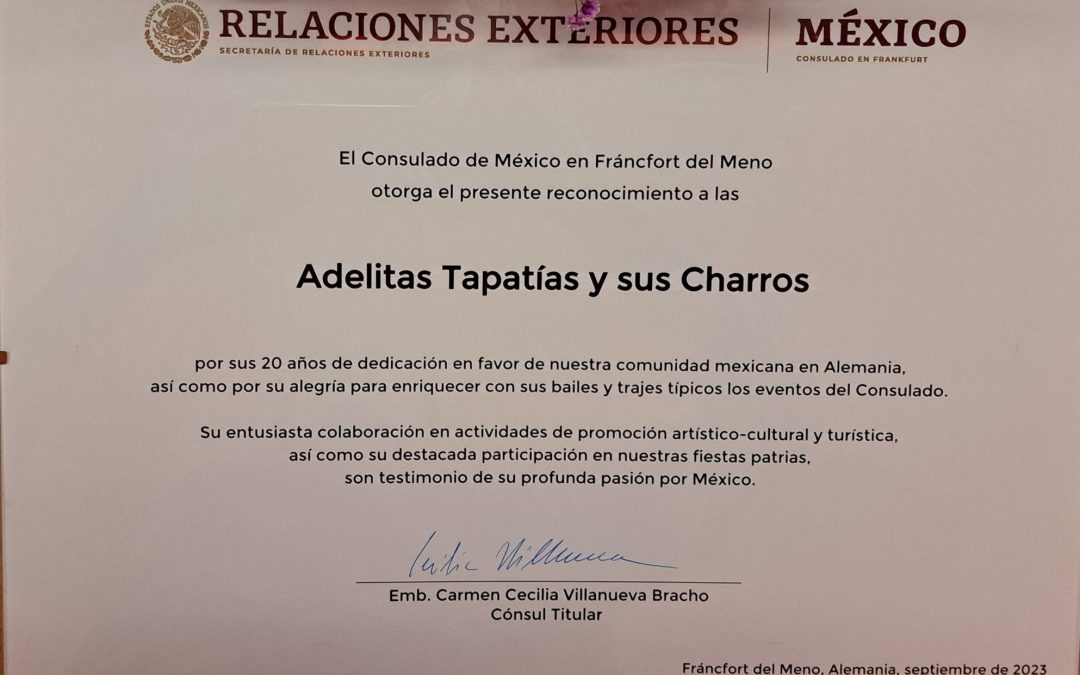 ESTADOS UNIDOS MEXICANOS
RELACIONES EXTERIORES
SECRETARÍA DE RELACIONES EXTERIORES
MÉXICO
CONSULADO EN FRANKFURT
El Consulado de México en Fráncfort del Meno
otorga el presente reconocimiento a las
Adelitas Tapatías y sus Charros
por sus 20 años de dedicación en favor de nuestra comunidad mexicana en Alemania,
así como por su alegría para enriquecer con sus bailes y trajes típicos los eventos del Consulado.
Su entusiasta colaboración en actividades de promoción artístico-cultural y turística,
así como su destacada participación en nuestras fiestas patrias,
son testimonio de su profunda pasión por México.
Cecilia Villanueva
Emb. Carmen Cecilia Villanueva Bracho
Cónsul Titular
Fráncfort del Meno, Alemania, septiembre de 2023